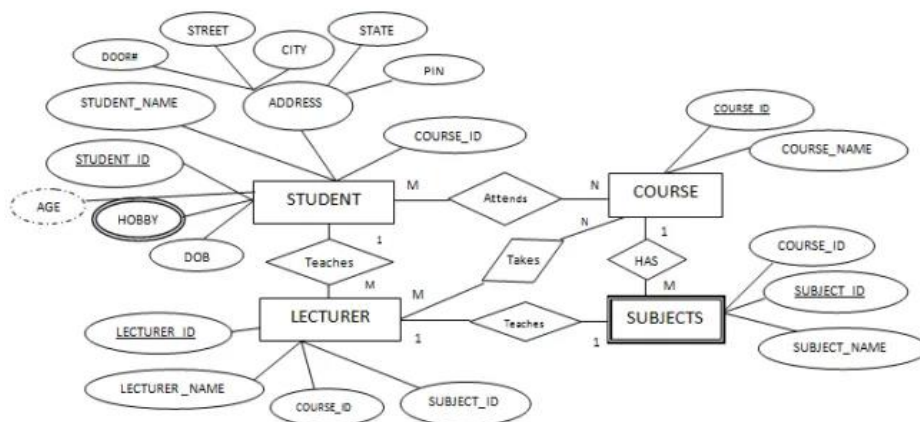 STREET
STATE
CITY
DOOR#
PIN
STUDENT_NAME
ADDRESS
COURSE_ID
COURSE_ID
COURSE_NAME
STUDENT_ID
AGE
HOBBY
DOB
STUDENT
M
Attends
N
COURSE
1
Teaches
M
N
Takes
M
1
HAS
M
COURSE_ID
SUBJECT_ID
SUBJECT_NAME
LECTURER_ID
LECTURER
1
Teaches
1
SUBJECTS
LECTURER_NAME
COURSE_ID
SUBJECT_ID